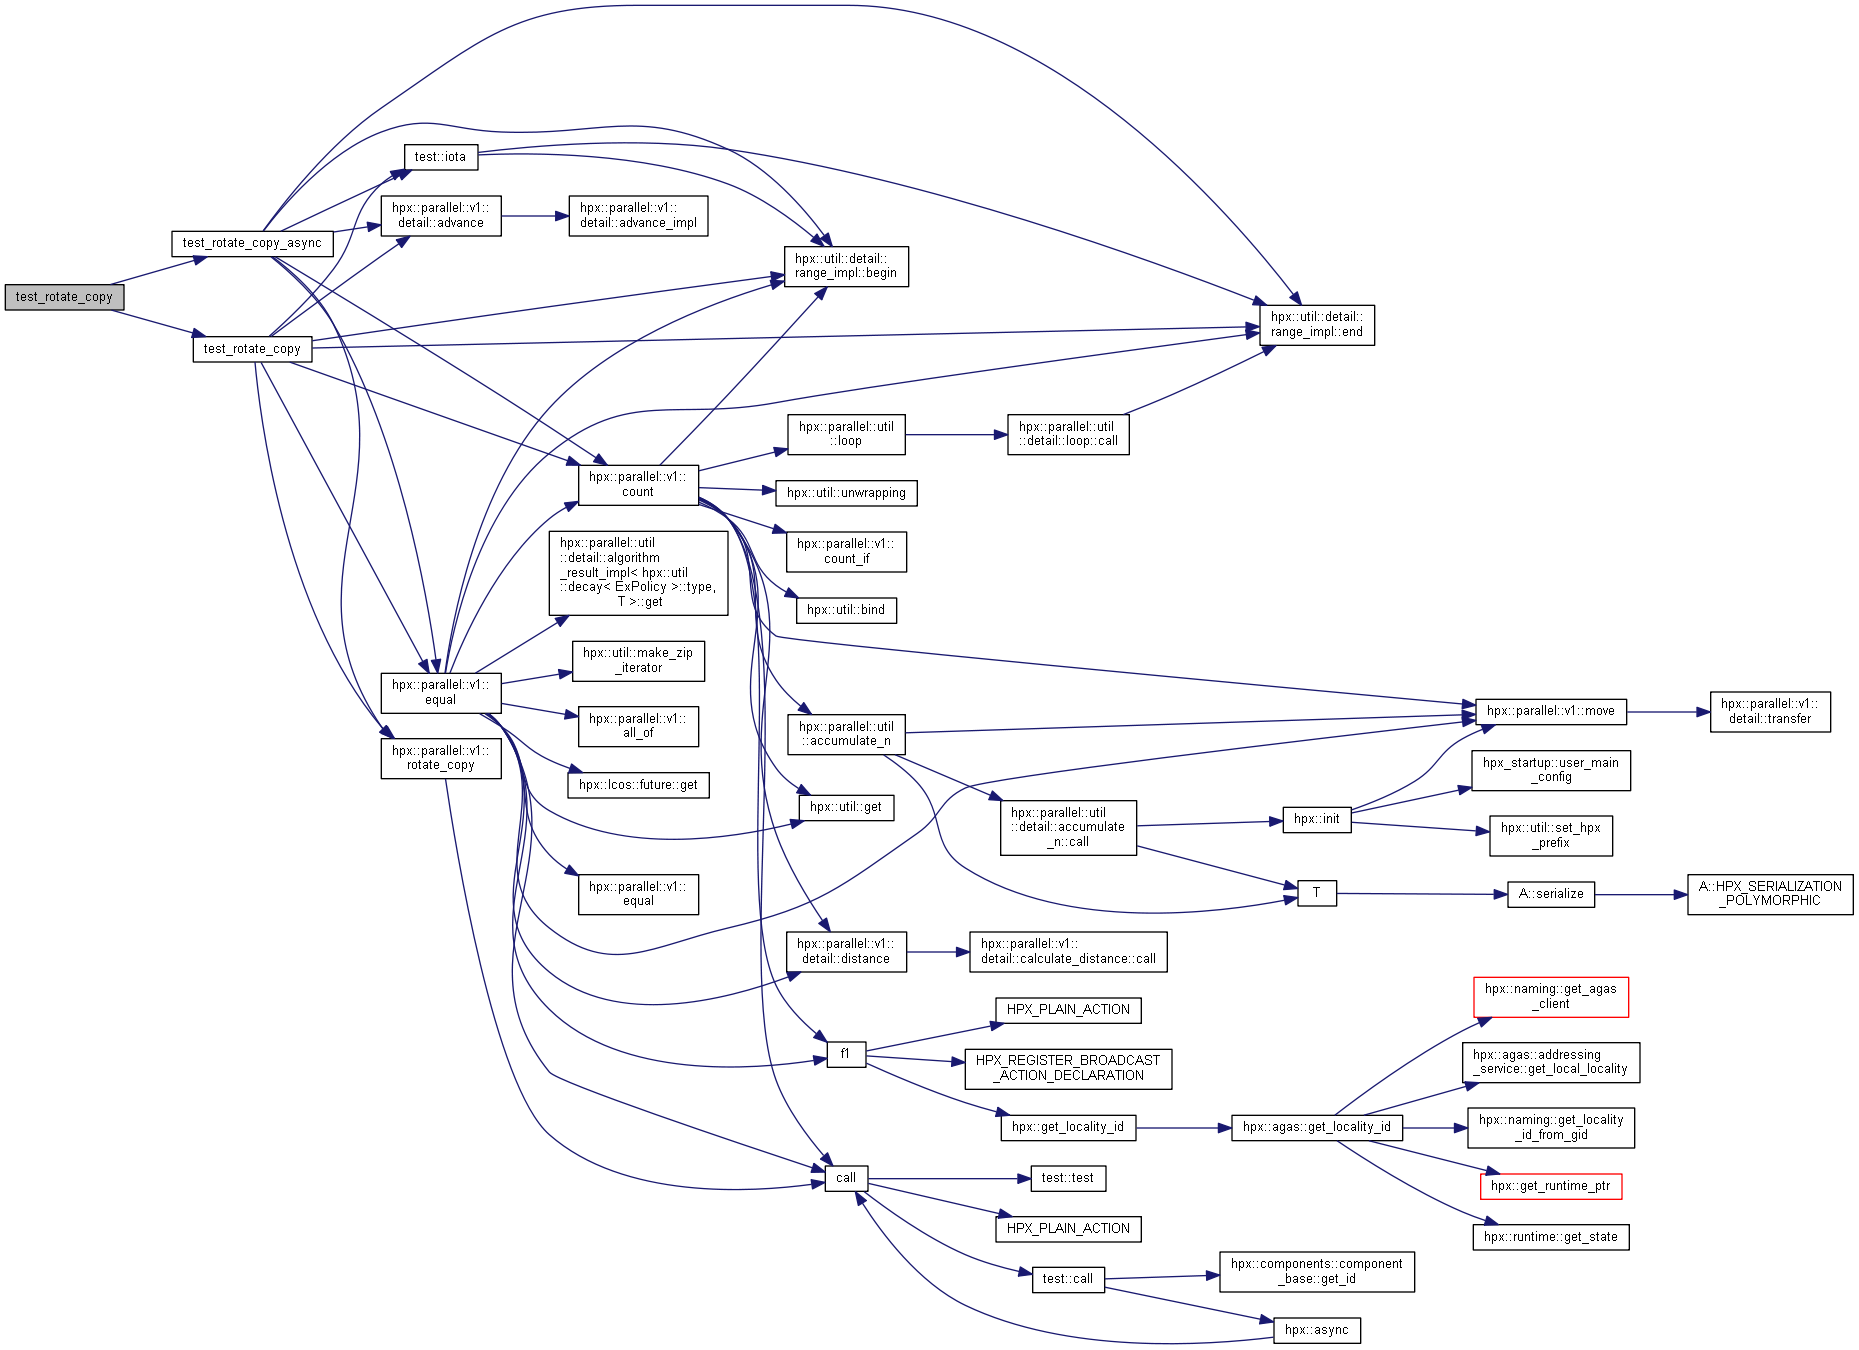 test_rotate_copy
test_rotate_copy_async
test_rotate_copy
test::iota
hpx::parallel::v1::
detail::advance
hpx::parallel::v1::
equal
hpx::parallel::v1::
rotate_copy
hpx::parallel::v1::
detail::advance_impl
hpx::parallel::v1::
count
hpx::parallel::util
::detail::algorithm
_result_impl< hpx::util
::decay< ExPolicy >::type,
T >::get
hpx::util::make_zip
_iterator
hpx::parallel::v1::
all_of
hpx::lcos::future::get
hpx::parallel::v1::
equal
hpx::util::detail::
range_impl::begin
hpx::parallel::util
::loop
hpx::util::unwrapping
hpx::parallel::v1::
count_if
hpx::util::bind
hpx::parallel::util
::accumulate_n
hpx::util::get
hpx::parallel::v1::
detail::distance
f1
call
hpx::parallel::util
::detail::loop::call
hpx::parallel::util
::detail::accumulate
_n::call
hpx::parallel::v1::
detail::calculate_distance::call
HPX_PLAIN_ACTION
HPX_REGISTER_BROADCAST
_ACTION_DECLARATION
hpx::get_locality_id
test::test
HPX_PLAIN_ACTION
test::call
hpx::util::detail::
range_impl::end
hpx::init
T
hpx::agas::get_locality_id
hpx::components::component
_base::get_id
hpx::async
hpx::parallel::v1::move
hpx_startup::user_main
_config
hpx::util::set_hpx
_prefix
A::serialize
hpx::naming::get_agas
_client
hpx::agas::addressing
_service::get_local_locality
hpx::naming::get_locality
_id_from_gid
hpx::get_runtime_ptr
hpx::runtime::get_state
hpx::parallel::v1::
detail::transfer
A::HPX_SERIALIZATION
_POLYMORPHIC